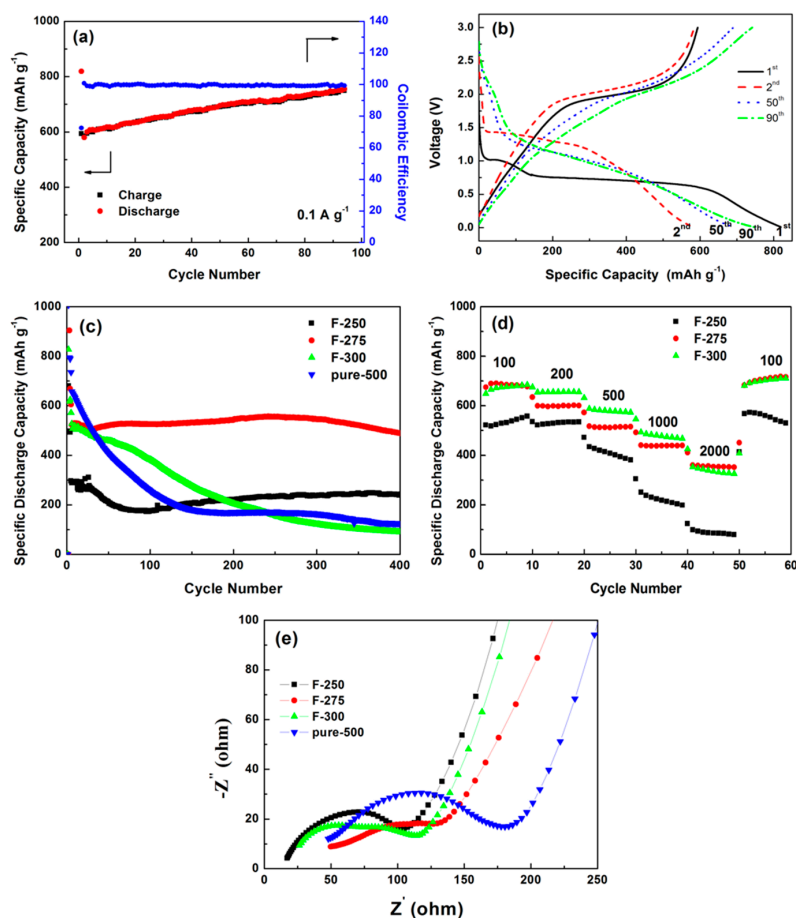 (a)
Specific Capacity (mAh g-1)
1000
800
600
400
200
140
120
100
80
60
40
20
0
Coilombic Efficiency
Charge
Discharge
0.1 A g-1
0 20 40 60 80 100
Cycle Number
(b)
Voltage (V)
3.0
2.5
2.0
1.5
1.0
0.5
0.0
1st
2nd
50th
90th
2nd 50th 90th 1st
0 200 400 600 800
Specific Capacity (mAh g-1)
(c)
Specific Discharge Capacity (mAh g-1)
1000
800
600
400
200
0
F-250
F-275
F-300
pure-500
0 100 200 300 400
Cycle Number
(d)
Specific Discharge Capacity (mAh g-1)
1000
800
600
400
200
0
F-250
F-275
F-300
100
200
500
1000
2000
100
0 10 20 30 40 50 60
Cycle Number
(e)
-Z" (ohm)
100
80
60
40
20
0
F-250
F-275
F-300
pure-500
0 50 100 150 200 250
Z' (ohm)